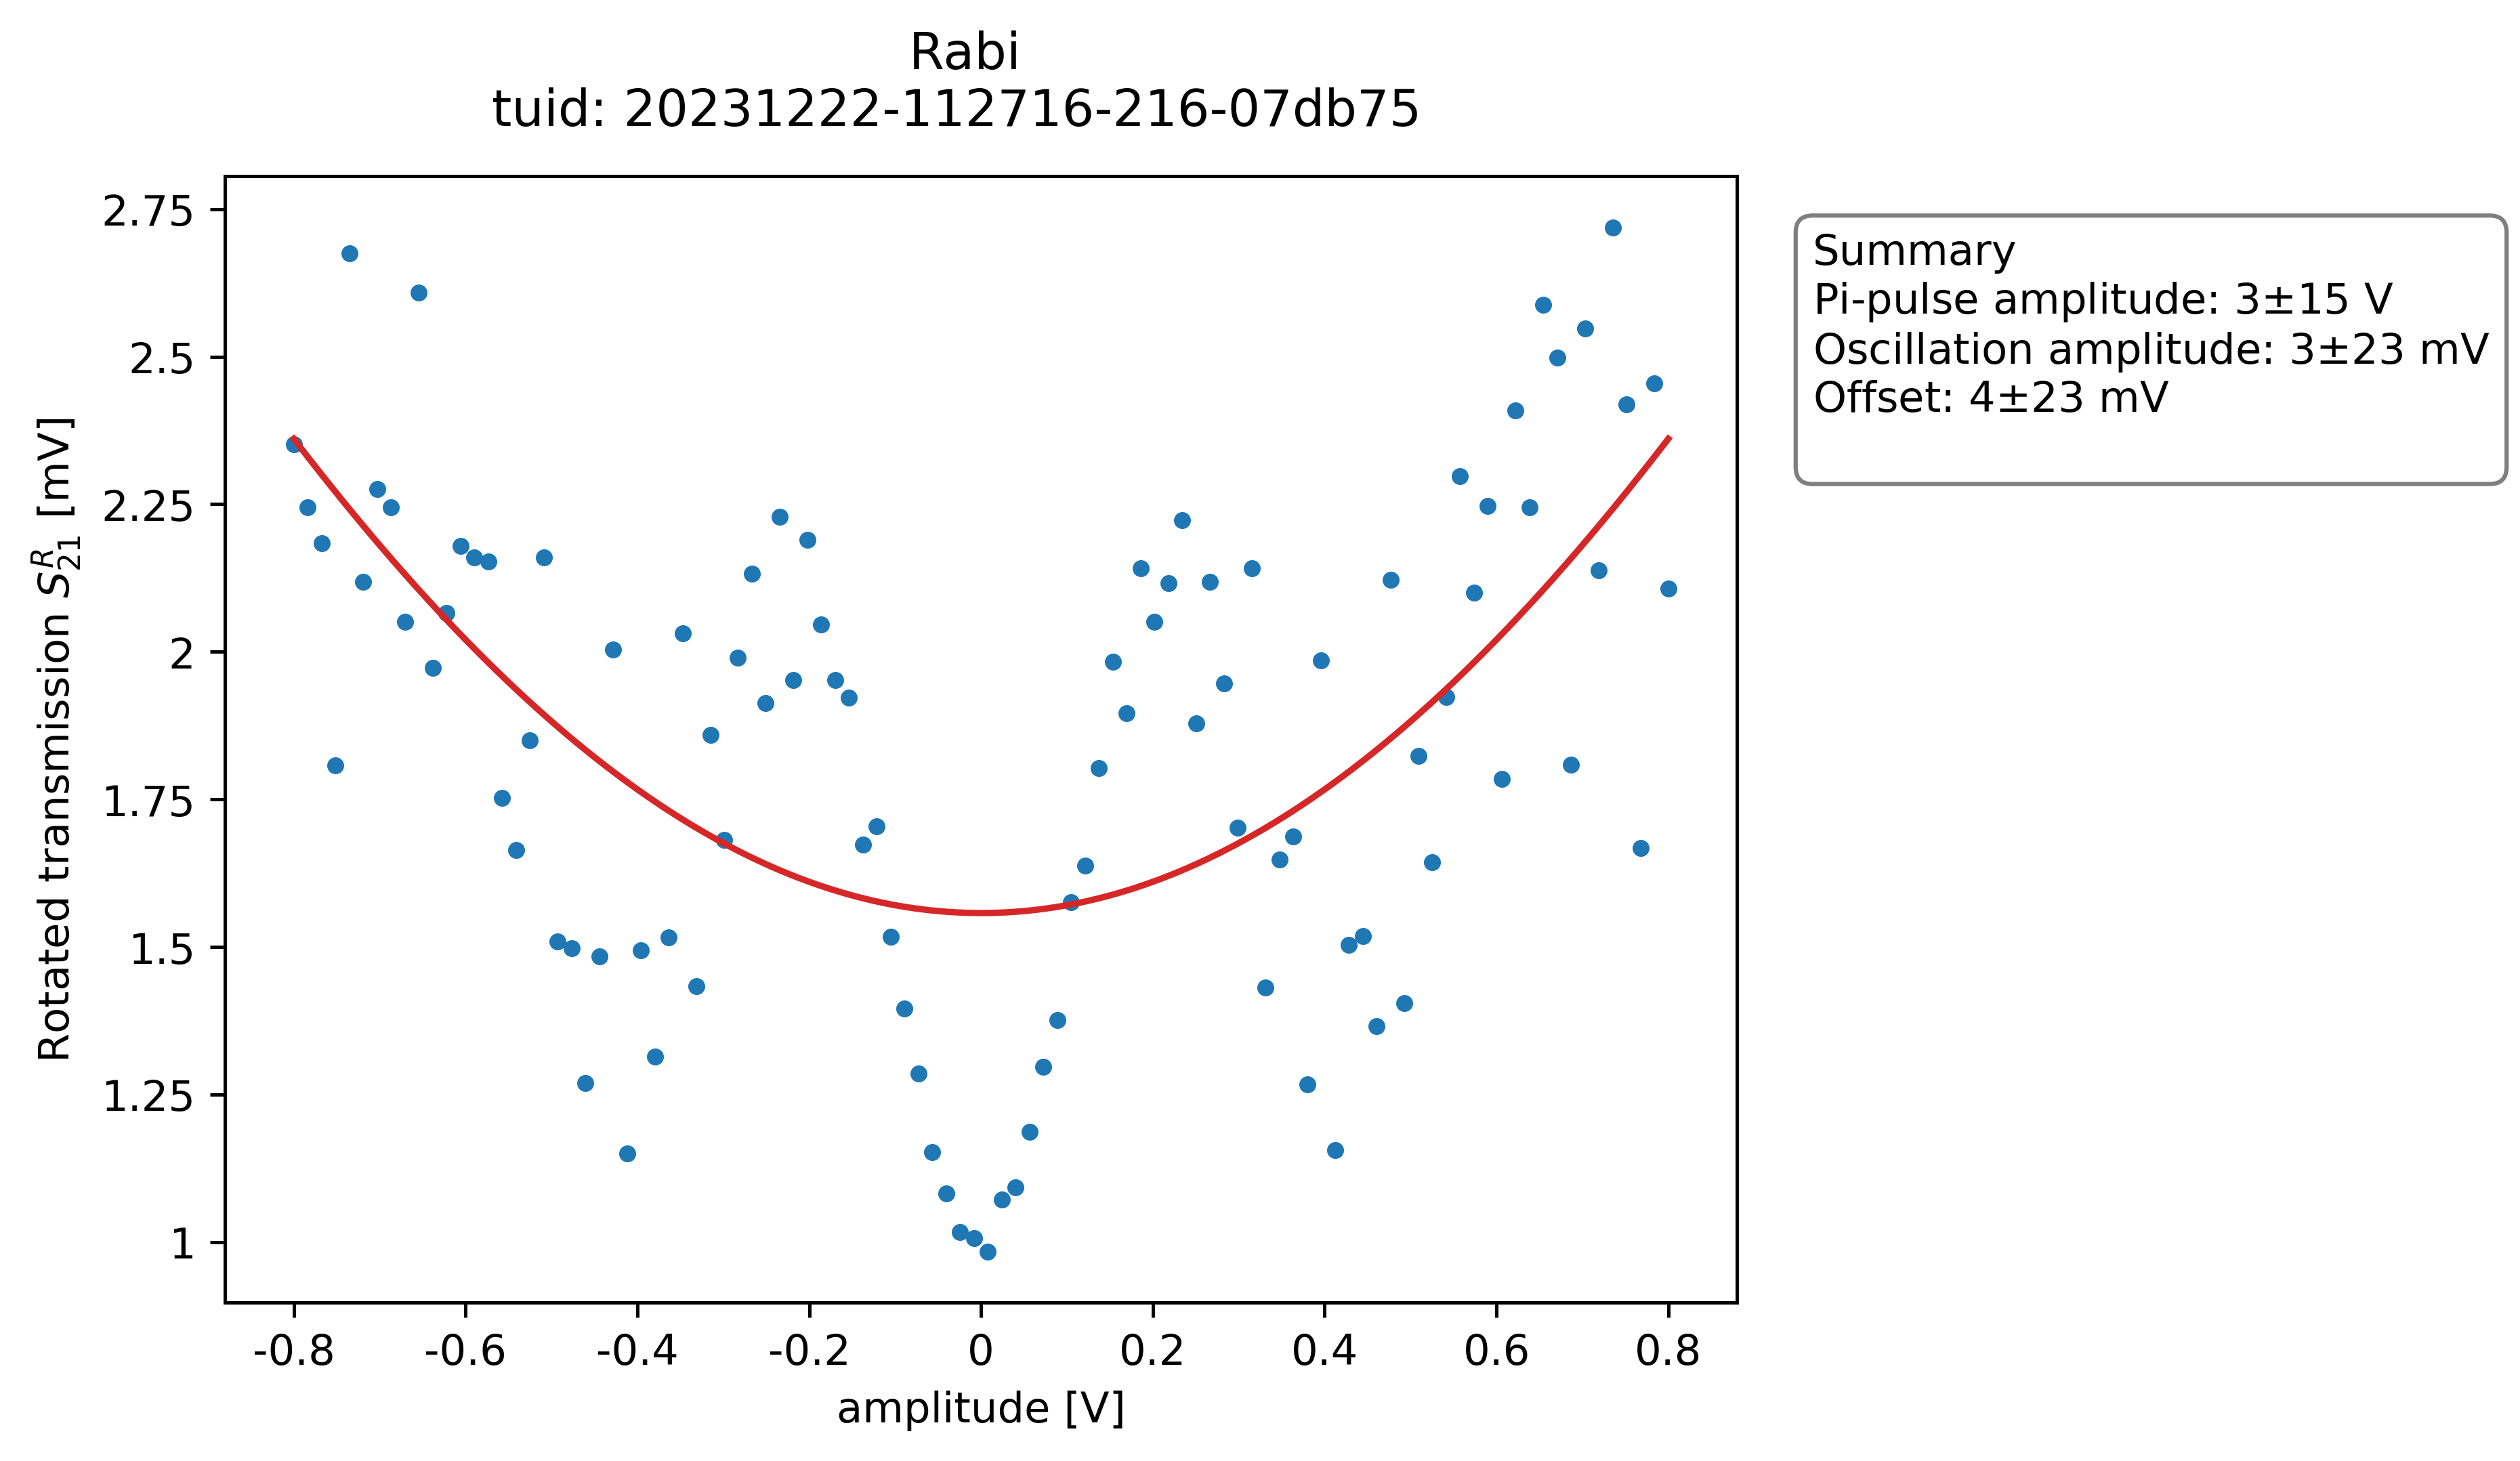 Rabi
tuid: 20231222-112716-216-07db75
2.75
2.5
2.25
2
1.75
1.5
1.25
1
Rotated transmission $S_{21}^{R}$ [mV]
-0.8 -0.6 -0.4 -0.2 0 0.2 0.4 0.6 0.8
amplitude [V]
Summary
Pi-pulse amplitude: 3±15 V
Oscillation amplitude: 3±23 mV
Offset: 4±23 mV